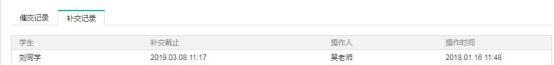 催交记录 补交记录
学生 补交截止 操作人 操作时间
刘同学 2019.03.08 11:17 吴老师 2018.01.16 11:48